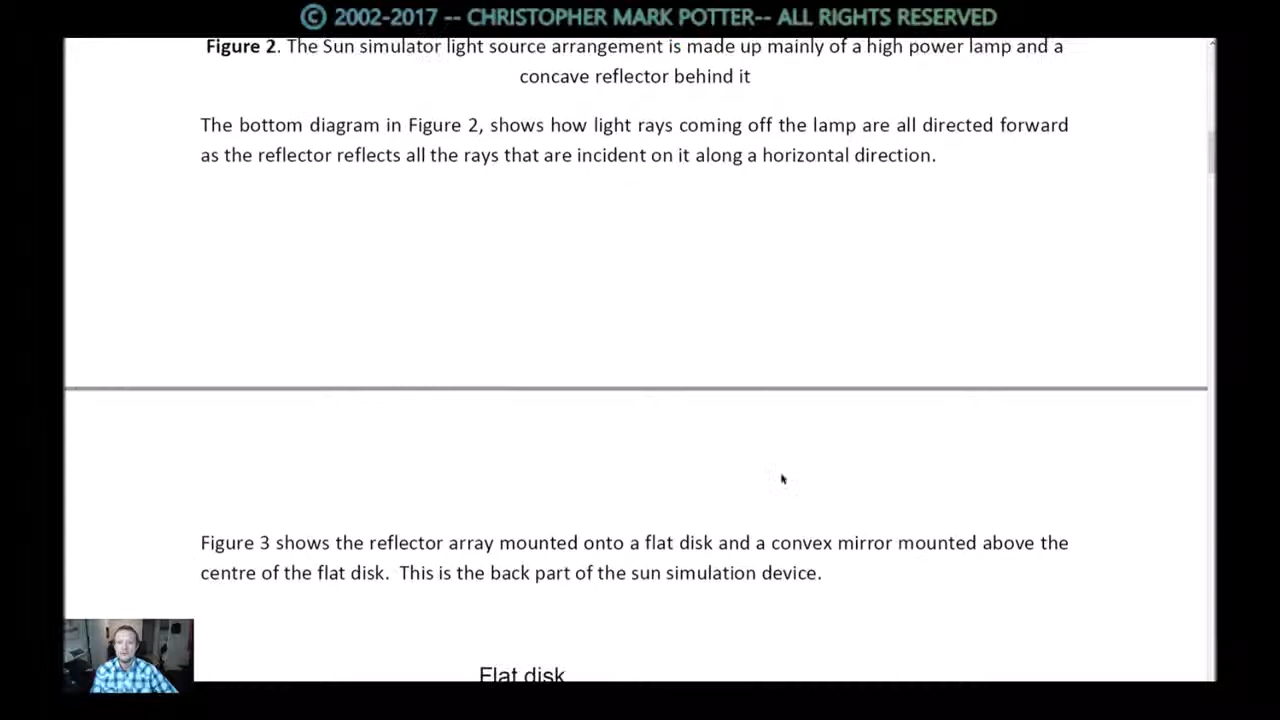 © 2002-2017 -- CHRISTOPHER MARK POTTER-- ALL RIGHTS RESERVED
Figure 2. The Sun simulator light source arrangement is made up mainly of a high power lamp and a
concave reflector behind it
The bottom diagram in Figure 2, shows how light rays coming off the lamp are all directed forward
as the reflector reflects all the rays that are incident on it along a horizontal direction.
Figure 3 shows the reflector array mounted onto a flat disk and a convex mirror mounted above the
centre of the flat disk. This is the back part of the sun simulation device.
Flat disk